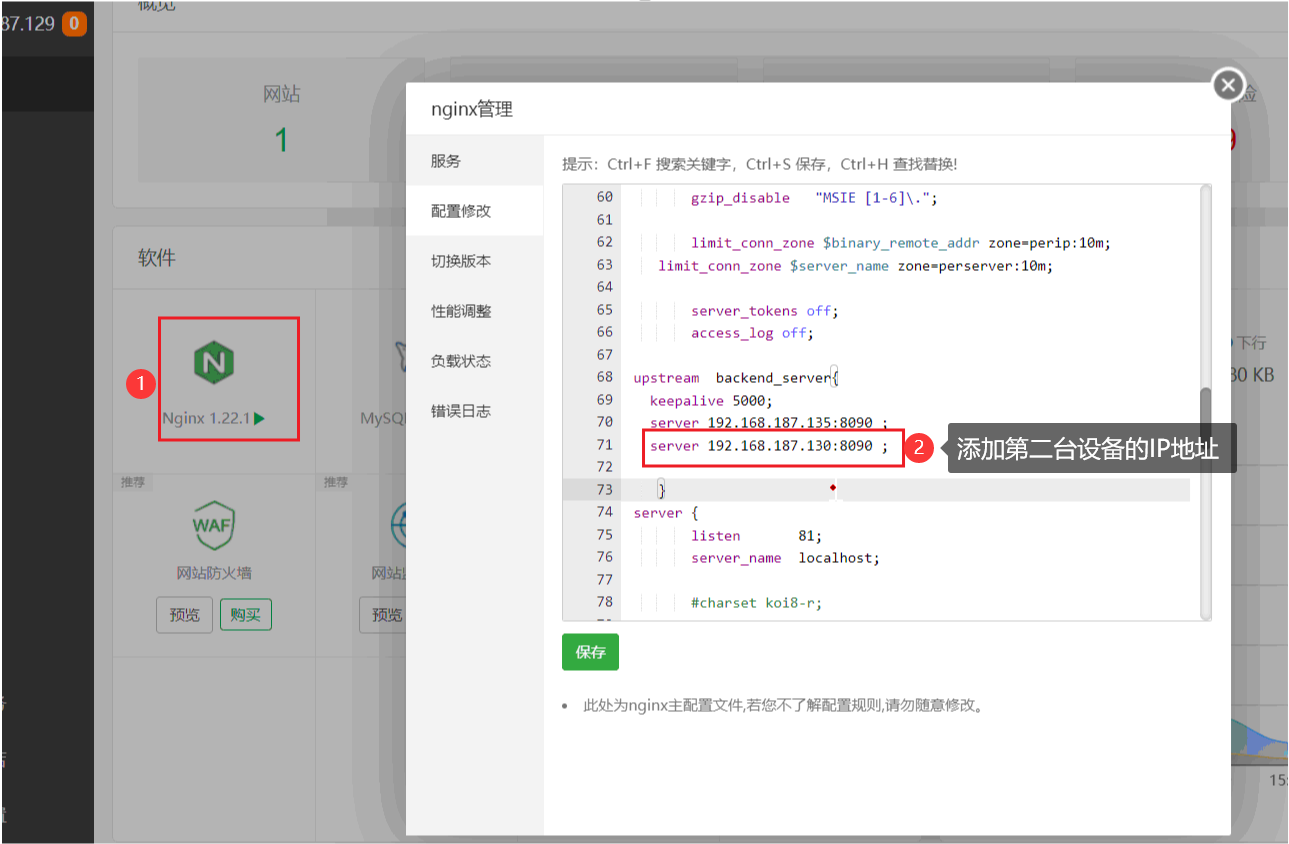 概览
87.129 0
网站
1
软件
1
Nginx 1.22.1
MySQL
推荐
推荐
WAF
网站防火墙
网站
预览
购买
预览
nginx管理
服务
配置修改
切换版本
性能调整
负载状态
错误日志
提示：Ctrl+F 搜索关键字，Ctrl+S 保存，Ctrl+H 查找替换!
60 gzip_disable "MSIE [1-6]\.";
61
62 limit_conn_zone $binary_remote_addr zone=perip:10m;
63 limit_conn_zone $server_name zone=perserver:10m;
64
65 server_tokens off;
66 access_log off;
67
68 upstream backend_server{
69 keepalive 5000;
70 server 192.168.187.135:8090 ;
71 server 192.168.187.130:8090 ;
72
73 }
74 server {
75 listen 81;
76 server_name localhost;
77
78 #charset koi8-r;
2
添加第二台设备的IP地址
保存
此处为nginx主配置文件,若您不了解配置规则,请勿随意修改。
险
下行
30 KB
15: